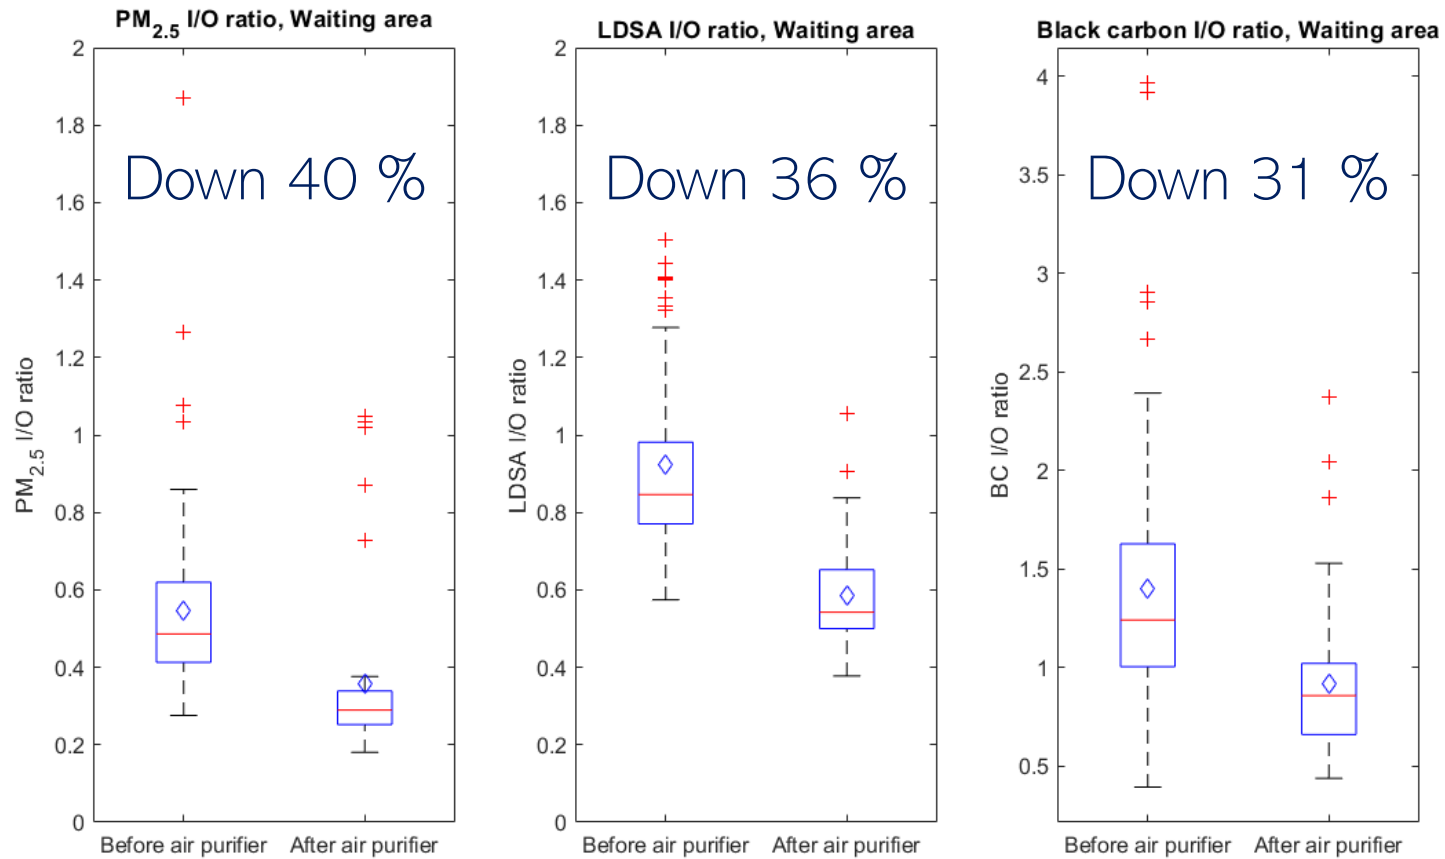 PM2.5 I/O ratio, Waiting area
Down 40 %
PM2.5 I/O ratio
2
1.8
1.6
1.4
1.2
1
0.8
0.6
0.4
0.2
0
Before air purifier After air purifier
LDSA I/O ratio, Waiting area
Down 36 %
LDSA I/O ratio
2
1.8
1.6
1.4
1.2
1
0.8
0.6
0.4
0.2
0
Before air purifier After air purifier
Black carbon I/O ratio, Waiting area
Down 31 %
BC I/O ratio
4
3.5
3
2.5
2
1.5
1
0.5
Before air purifier After air purifier